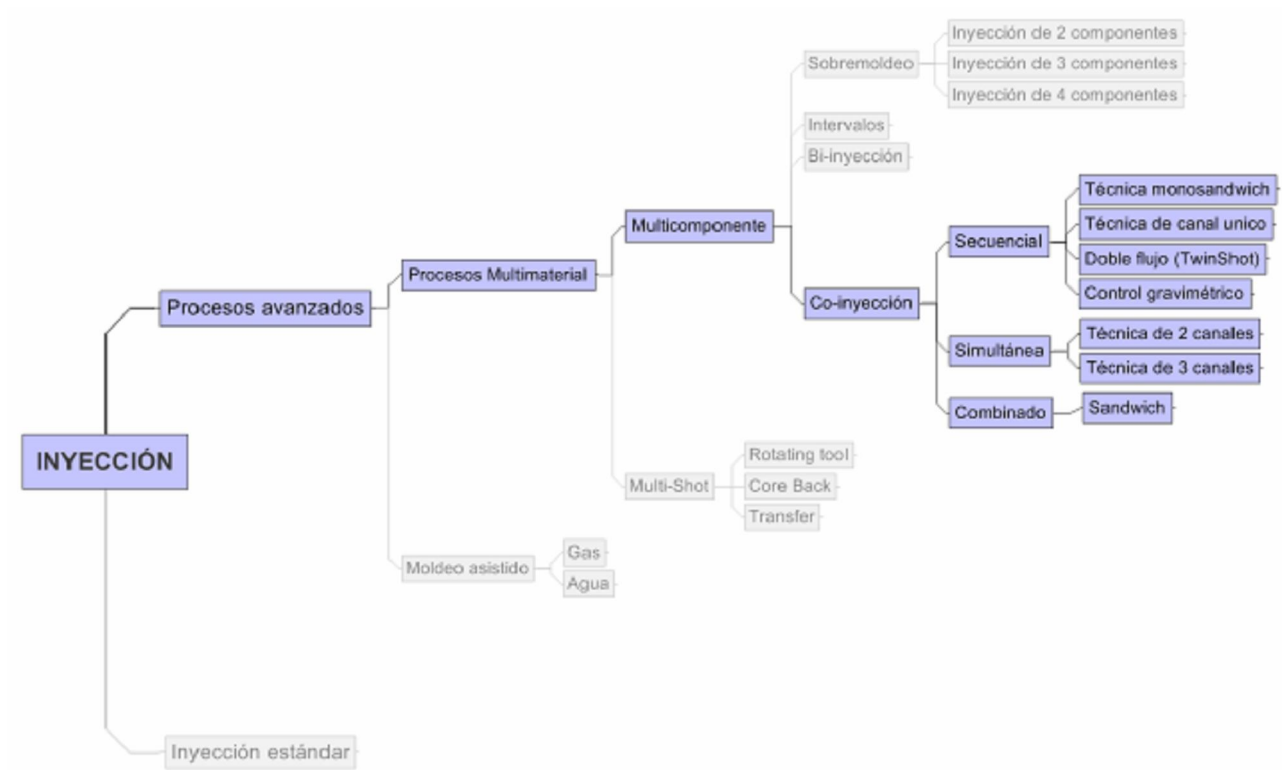 Inyección de 2 componentes
Sobremoldeo
Inyección de 3 componentes
Inyección de 4 componentes
Intervalos
Bi-inyección
Técnica monosandwich
Multicomponente
Técnica de canal unico
Secuencial
Doble flujo (TwinShot)
Procesos Multimaterial
Control gravimétrico
Procesos avanzados
Co-inyección
Técnica de 2 canales
Simultánea
Técnica de 3 canales
Combinado
Sandwich
INYECCIÓN
Rotating tool
Multi-Shot
Core Back
Transfer
Gas
Moldeo asistido
Agua
Inyección estándar